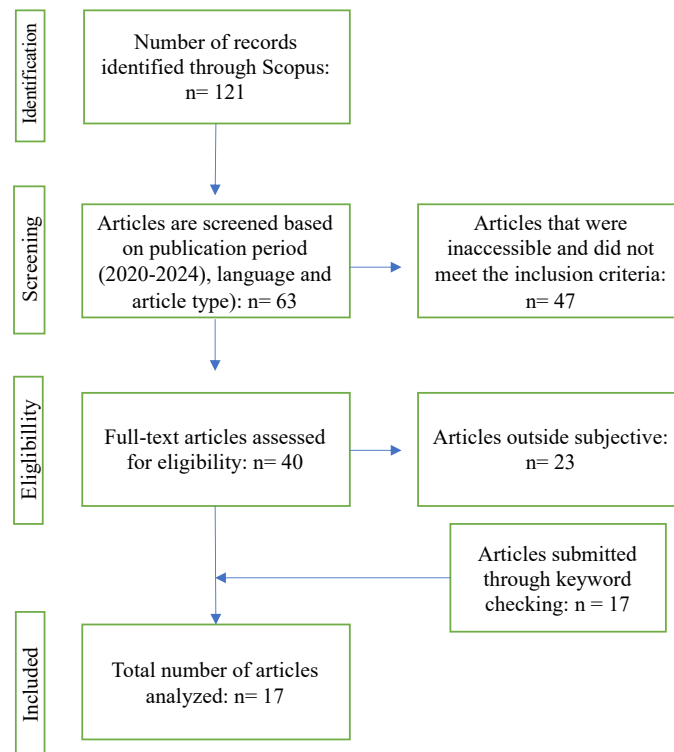 Identification
Number of records
identified through Scopus:
n= 121
Screening
Articles are screened based
on publication period
(2020-2024), language and
article type): n= 63
Articles that were
inaccessible and did not
meet the inclusion criteria:
n= 47
Eliglibillity
Full-text articles assessed
for eligibility: n= 40
Articles outside subjective:
n= 23
Articles submitted
through keyword
checking: n = 17
Included
Total number of articles
analyzed: n= 17